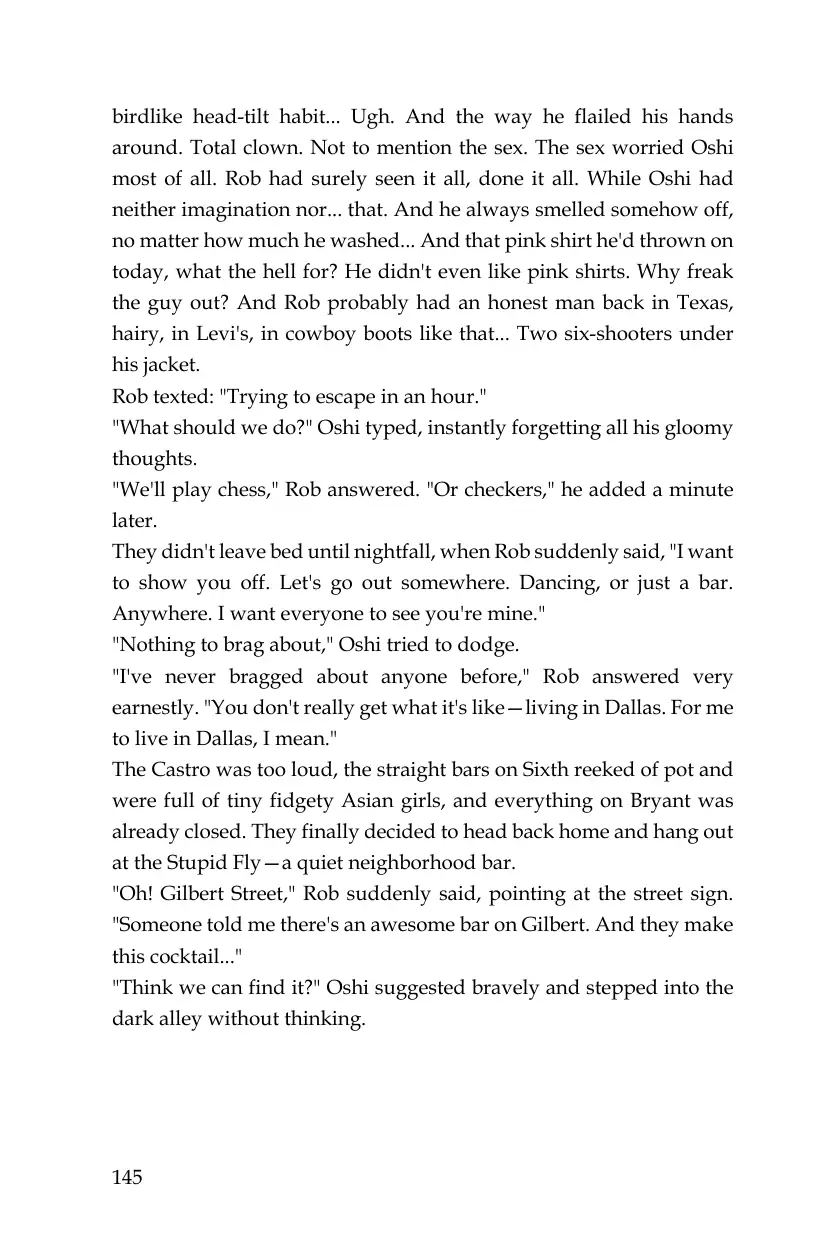 birdlike head-tilt habit... Ugh. And the way he flailed his hands
around. Total clown. Not to mention the sex. The sex worried Oshi
most of all. Rob had surely seen it all, done it all. While Oshi had
neither imagination nor... that. And he always smelled somehow off,
no matter how much he washed... And that pink shirt he'd thrown on
today, what the hell for? He didn't even like pink shirts. Why freak
the guy out? And Rob probably had an honest man back in Texas,
hairy, in Levi's, in cowboy boots like that... Two six-shooters under
his jacket.
Rob texted: "Trying to escape in an hour."
"What should we do?" Oshi typed, instantly forgetting all his gloomy
thoughts.
"We'll play chess," Rob answered. "Or checkers," he added a minute
later.
They didn't leave bed until nightfall, when Rob suddenly said, "I want
to show you off. Let's go out somewhere. Dancing, or just a bar.
Anywhere. I want everyone to see you're mine."
"Nothing to brag about," Oshi tried to dodge.
"I've never bragged about anyone before," Rob answered very
earnestly. "You don't really get what it's like—living in Dallas. For me
to live in Dallas, I mean."
The Castro was too loud, the straight bars on Sixth reeked of pot and
were full of tiny fidgety Asian girls, and everything on Bryant was
already closed. They finally decided to head back home and hang out
at the Stupid Fly—a quiet neighborhood bar.
"Oh! Gilbert Street," Rob suddenly said, pointing at the street sign.
"Someone told me there's an awesome bar on Gilbert. And they make
this cocktail..."
"Think we can find it?" Oshi suggested bravely and stepped into the
dark alley without thinking.
145